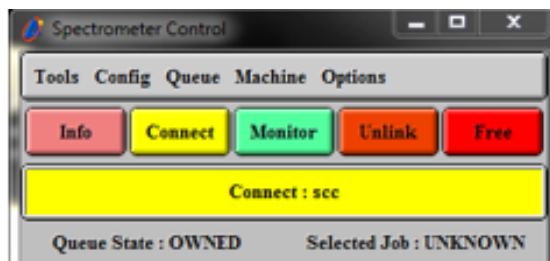 Spectrometer Control
Tools Config Queue Machine Options
Info Connect Monitor Unlink Free
Connect : scc
Queue State : OWNED Selected Job : UNKNOWN